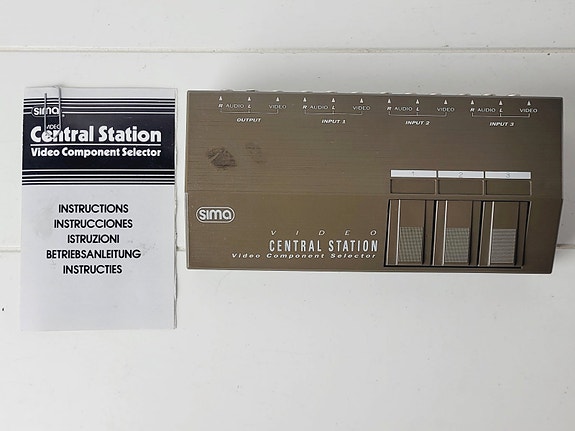 sima
VIDEO
Central Station
Video Component Selector
INSTRUCTIONS
INSTRUCCIONES
ISTRUZIONI
BETRIEBSANLEITUNG
INSTRUCTIES
R AUDIO L VIDEO R AUDIO L VIDEO R AUDIO L VIDEO R AUDIO L VIDEO
OUTPUT INPUT 1 INPUT 2 INPUT 3
1 2 3
sima
VIDEO
CENTRAL STATION
Video Component Selector